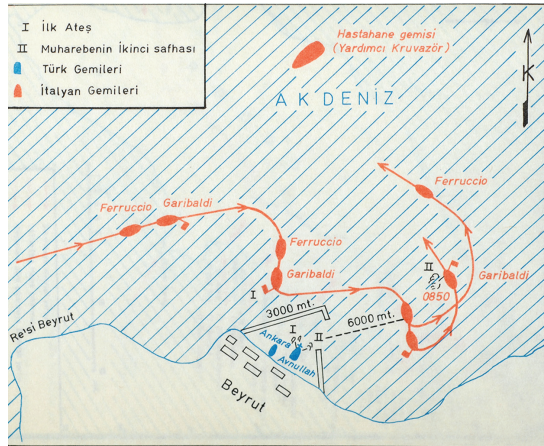 I İlk Ateş
II Muharebenin İkinci safhası
Türk Gemileri
İtalyan Gemileri
Hastahane gemisi
(Yardımcı Kruvazör)
AKDENİZ
K
Ferruccio
Garibaldi
Ferruccio
Garibaldi
Ferruccio
Garibaldi
II
0850
I
3000 mt.
6000 mt.
I
II
Ankara
Avnullah
Re'si Beyrut
Beyrut